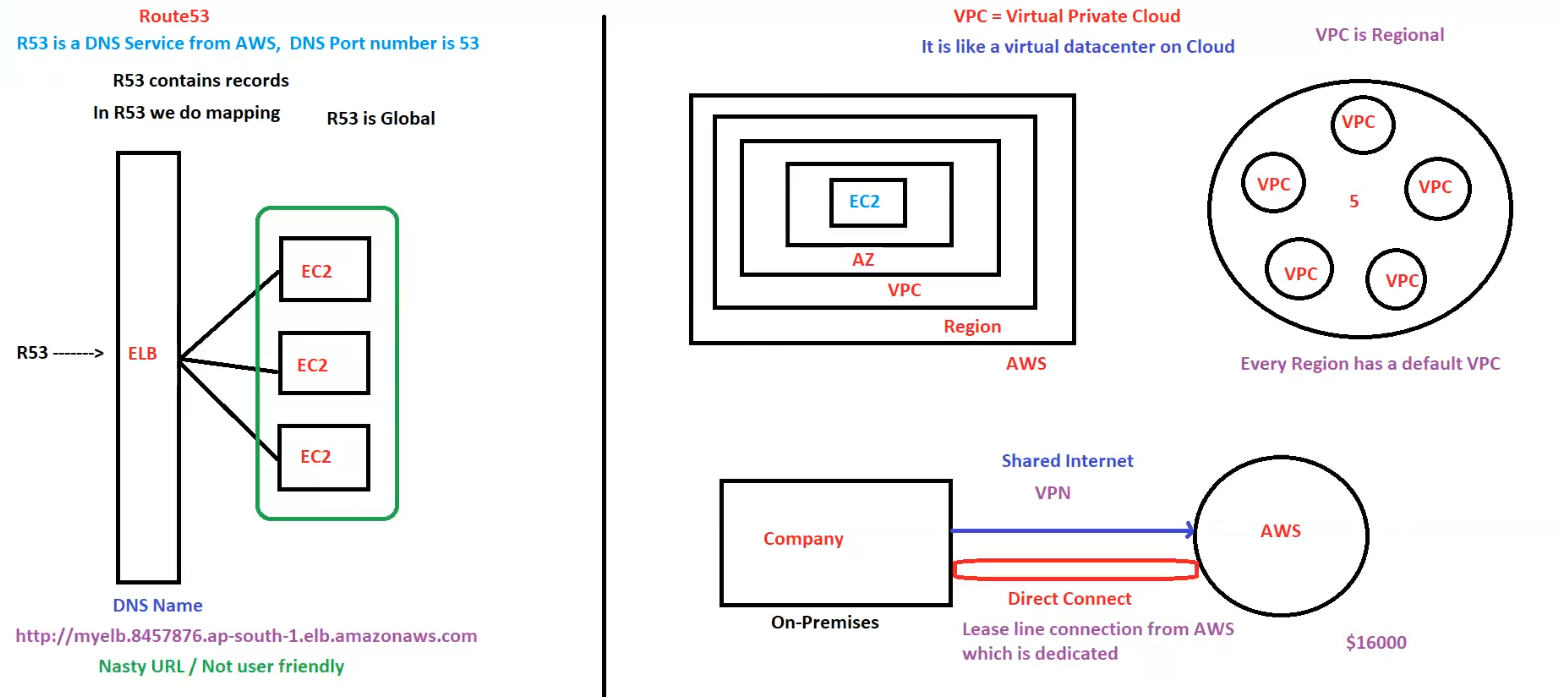 Route53
R53 is a DNS Service from AWS,  DNS Port number is 53
R53 contains records
In R53 we do mapping
R53 is Global
EC2
EC2
EC2
R53 ------->
ELB
DNS Name
http://myelb.8457876.ap-south-1.elb.amazonaws.com
Nasty URL / Not user friendly
VPC = Virtual Private Cloud
It is like a virtual datacenter on Cloud
VPC is Regional
EC2
AZ
VPC
Region
AWS
VPC
VPC
VPC
5
VPC
VPC
Every Region has a default VPC
Shared Internet
VPN
Company
AWS
Direct Connect
On-Premises
Lease line connection from AWS
which is dedicated
$16000